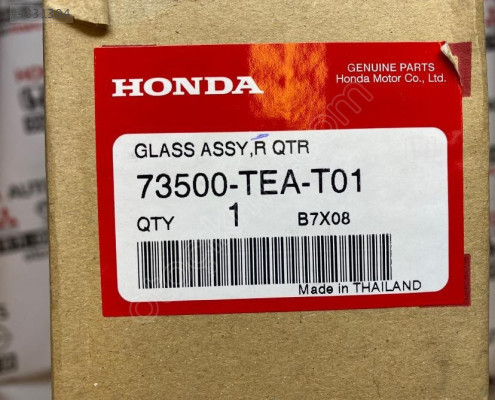 HONDA
GENUINE PARTS
Honda Motor Co., Ltd.
GLASS ASSY,R QTR
73500-TEA-T01
QTY 1 B7X08
Made in THAILAND